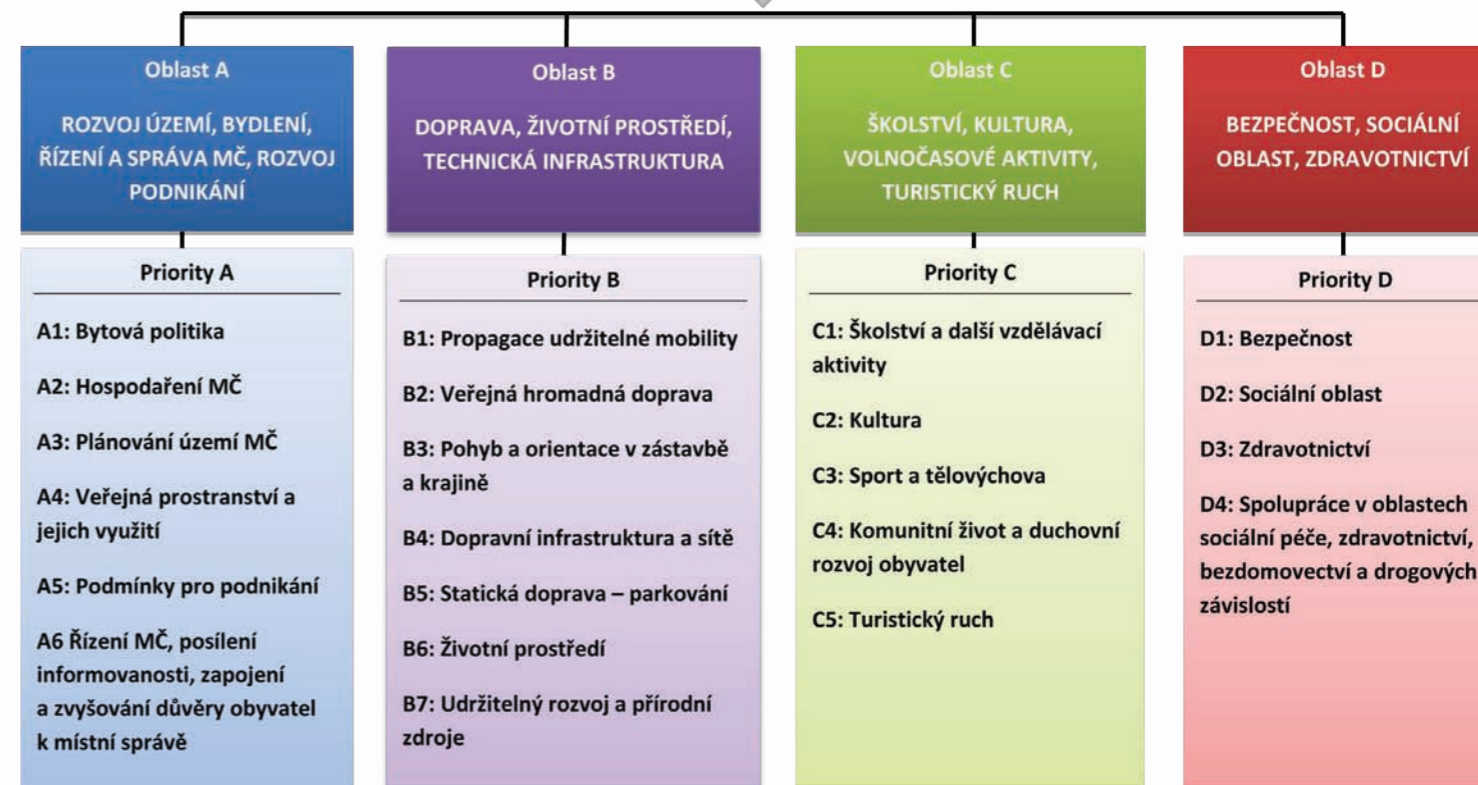 Oblast A
ROZVOJ ÚZEMÍ, BYDLENÍ,
ŘÍZENÍ A SPRÁVA MČ, ROZVOJ
PODNIKÁNÍ
Priority A
A1: Bytová politika
A2: Hospodaření MČ
A3: Plánování území MČ
A4: Veřejná prostranství a
jejich využití
A5: Podmínky pro podnikání
A6 Řízení MČ, posílení
informovanosti, zapojení
a zvyšování důvěry obyvatel
k místní správě
Oblast B
DOPRAVA, ŽIVOTNÍ PROSTŘEDÍ,
TECHNICKÁ INFRASTRUKTURA
Priority B
B1: Propagace udržitelné mobility
B2: Veřejná hromadná doprava
B3: Pohyb a orientace v zástavbě
a krajině
B4: Dopravní infrastruktura a sítě
B5: Statická doprava – parkování
B6: Životní prostředí
B7: Udržitelný rozvoj a přírodní
zdroje
Oblast C
ŠKOLSTVÍ, KULTURA,
VOLNOČASOVÉ AKTIVITY,
TURISTICKÝ RUCH
Priority C
C1: Školství a další vzdělávací
aktivity
C2: Kultura
C3: Sport a tělovýchova
C4: Komunitní život a duchovní
rozvoj obyvatel
C5: Turistický ruch
Oblast D
BEZPEČNOST, SOCIÁLNÍ
OBLAST, ZDRAVOTNICTVÍ
Priority D
D1: Bezpečnost
D2: Sociální oblast
D3: Zdravotnictví
D4: Spolupráce v oblastech
sociální péče, zdravotnictví,
bezdomovectví a drogových
závislostí